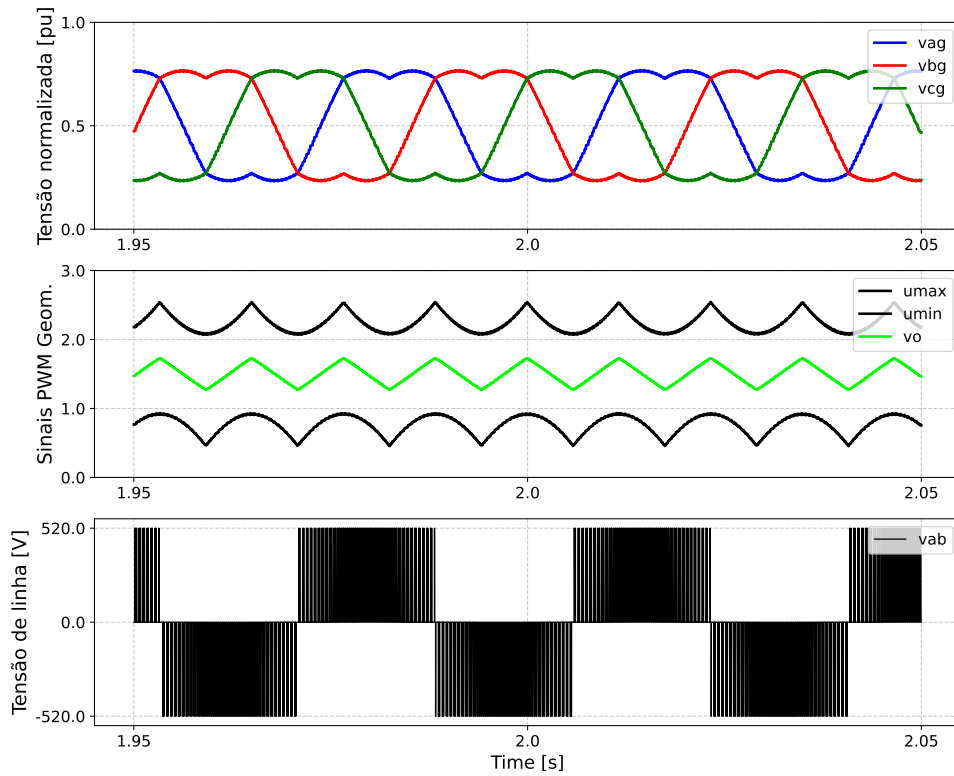 Tensão normalizada [pu]
1.0
0.5
0.0
vag
vbg
vcg
1.95
2.0
2.05
Sinais PWM Geom.
3.0
2.0
1.0
0.0
umax
umin
vo
1.95
2.0
2.05
Tensão de linha [V]
520.0
0.0
-520.0
vab
1.95
2.0
2.05
Time [s]